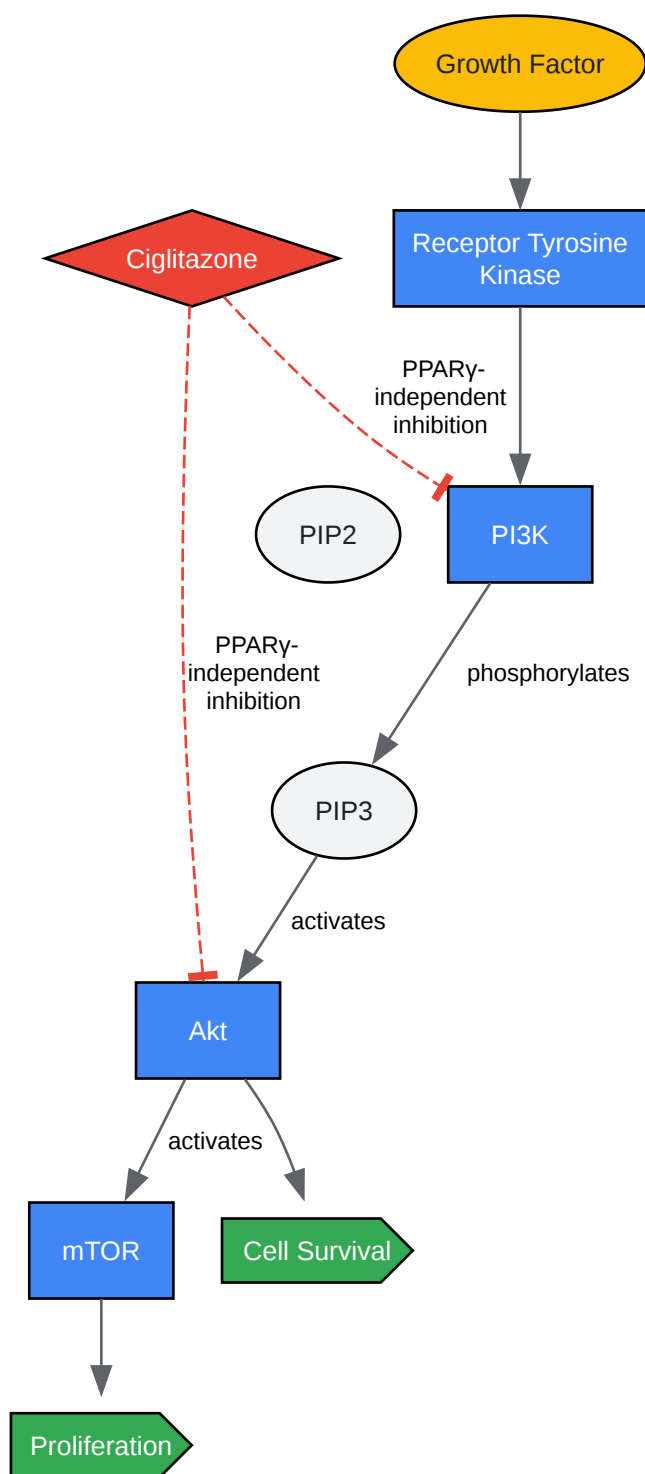 Growth Factor
Ciglitazone
Receptor Tyrosine
Kinase
PPARγ-
independent
inhibition
PIP2
PI3K
PPARγ-
independent
inhibition
phosphorylates
PIP3
activates
Akt
activates
mTOR
Cell Survival
Proliferation